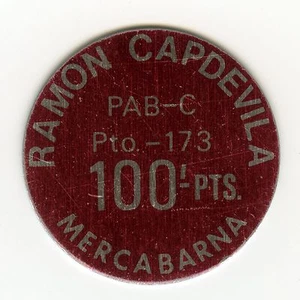 RAMON CAPDEVILA
PAB-C
Pto.-173
100'-PTS.
MERCABARNA